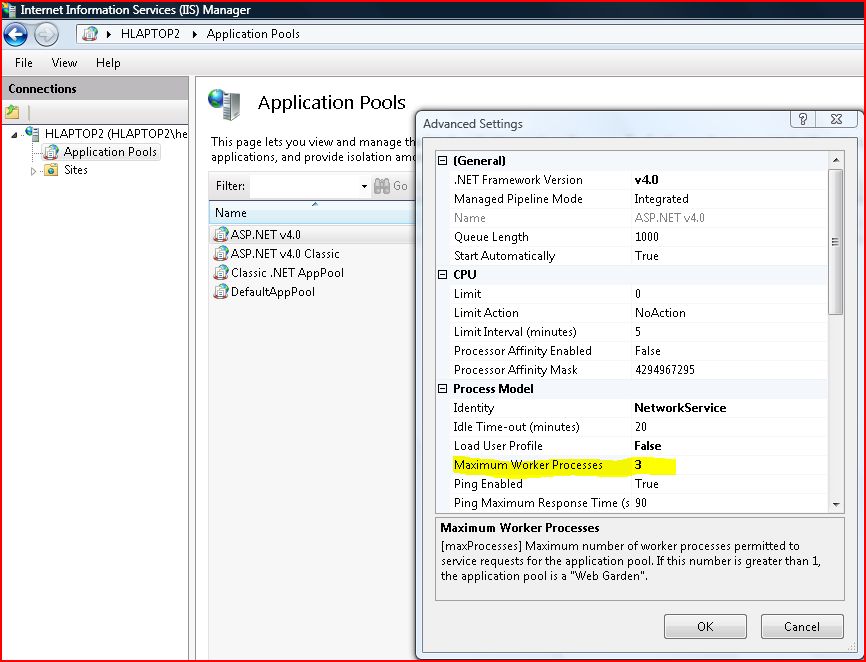 Internet Information Services (IIS) Manager
HLAPTOP2 Application Pools
File View Help
Connections
HLAPTOP2 (HLAPTOP2\he
Application Pools
Sites
Application Pools
This page lets you view and manage th
applications, and provide isolation amo
Filter: Go
Name
ASP.NET v4.0
ASP.NET v4.0 Classic
Classic .NET AppPool
DefaultAppPool
Advanced Settings
(General)
.NET Framework Version v4.0
Managed Pipeline Mode Integrated
Name ASP.NET v4.0
Queue Length 1000
Start Automatically True
CPU
Limit 0
Limit Action NoAction
Limit Interval (minutes) 5
Processor Affinity Enabled False
Processor Affinity Mask 4294967295
Process Model
Identity NetworkService
Idle Time-out (minutes) 20
Load User Profile False
Maximum Worker Processes 3
Ping Enabled True
Ping Maximum Response Time (s 90
Maximum Worker Processes
[maxProcesses] Maximum number of worker processes permitted to
service requests for the application pool. If this number is greater than 1,
the application pool is a "Web Garden".
OK Cancel